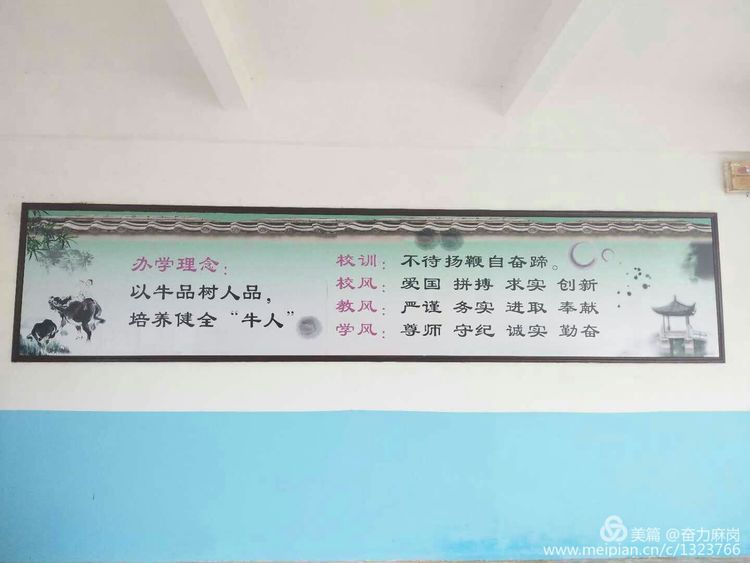 办学理念：
以牛品树人品，
培养健全“牛人”
校训：不待扬鞭自奋蹄。
校风：爱国 拼搏 求实 创新
教风：严谨 务实 进取 奉献
学风：尊师 守纪 诚实 勤奋
美篇 @奋力麻岗
www.meipian.cn/c/1323766